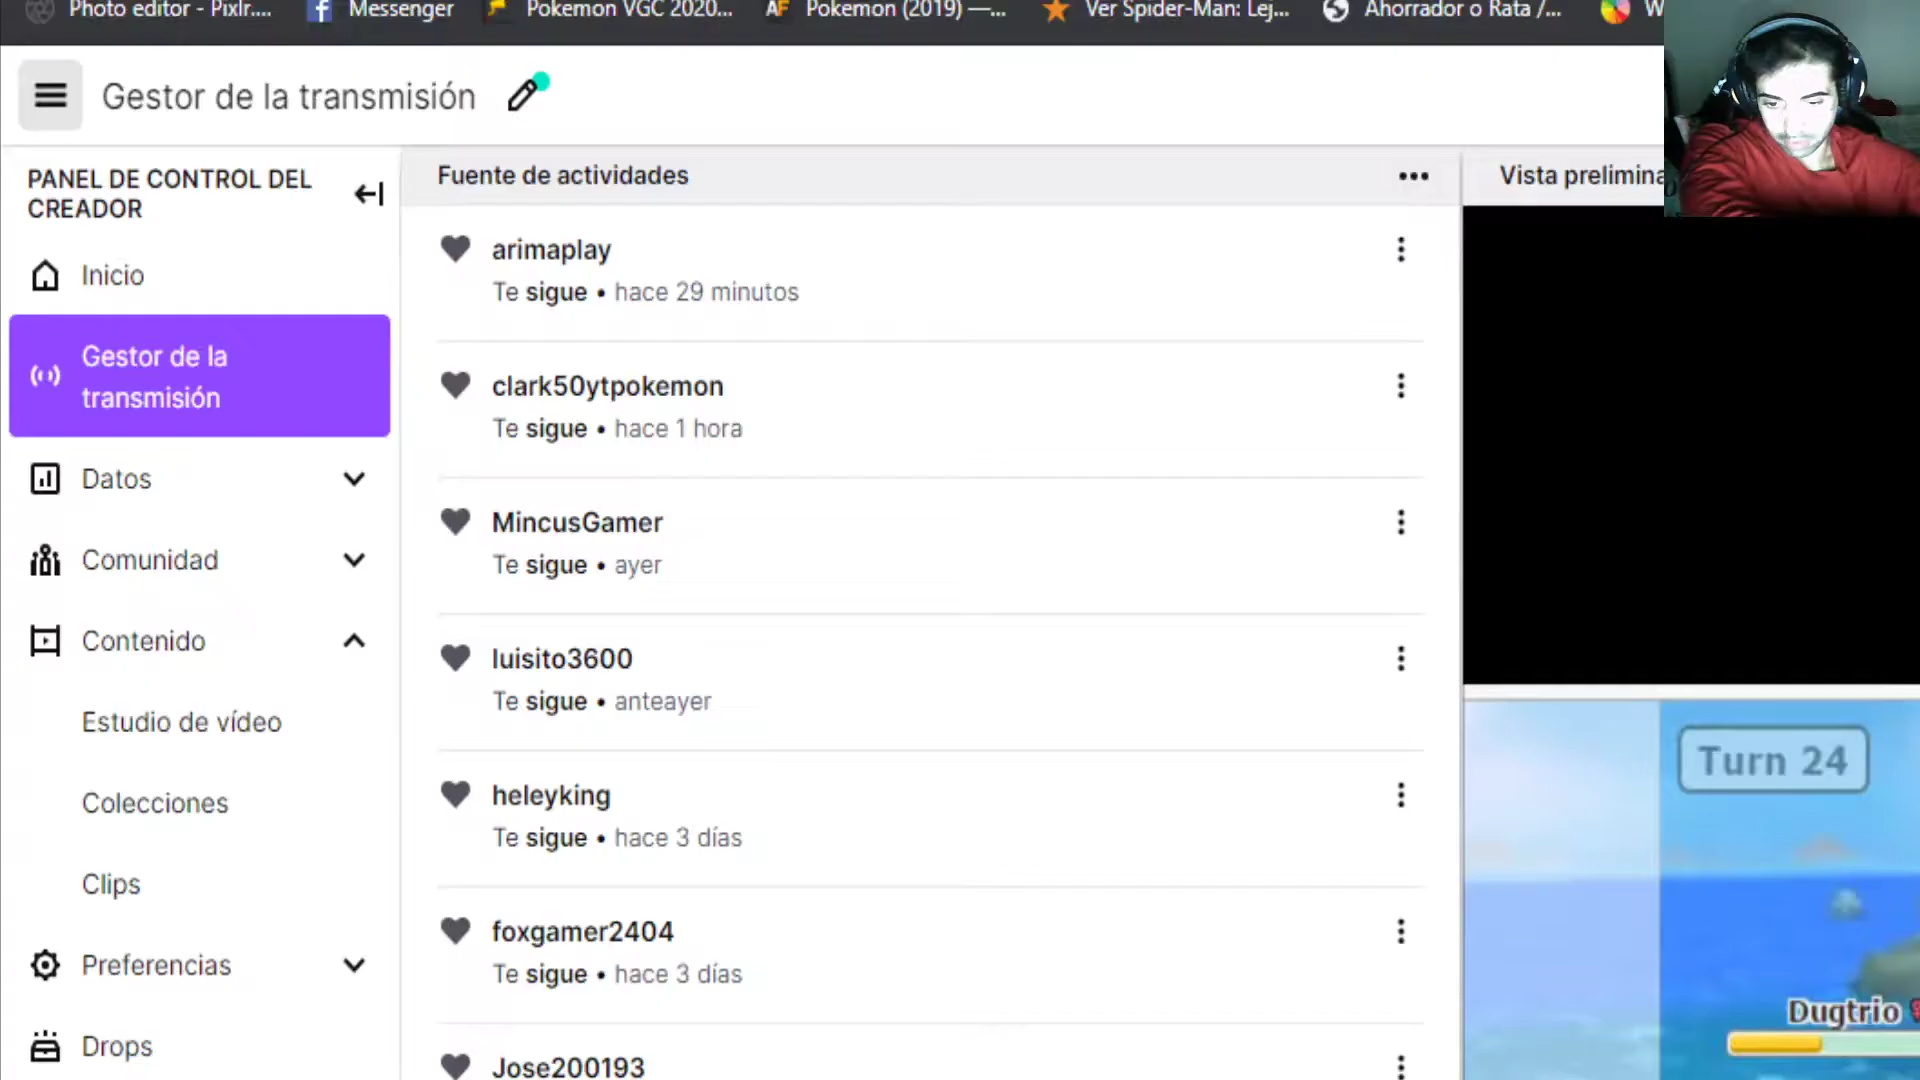 Photo editor - Pixlr....
Messenger
Pokemon VGC 2020...
AF Pokemon (2019) —...
Ver Spider-Man: Lej...
Ahorrador o Rata /...
W
Gestor de la transmisión
PANEL DE CONTROL DEL
CREADOR
Inicio
Gestor de la
transmisión
Datos
Comunidad
Contenido
Estudio de vídeo
Colecciones
Clips
Preferencias
Drops
Fuente de actividades
arimaplay
Te sigue • hace 29 minutos
clark50ytpokemon
Te sigue • hace 1 hora
MincusGamer
Te sigue • ayer
luisito3600
Te sigue • anteayer
heleyking
Te sigue • hace 3 días
foxgamer2404
Te sigue • hace 3 días
Jose200193
Vista prelimina
Turn 24
Dugtrio